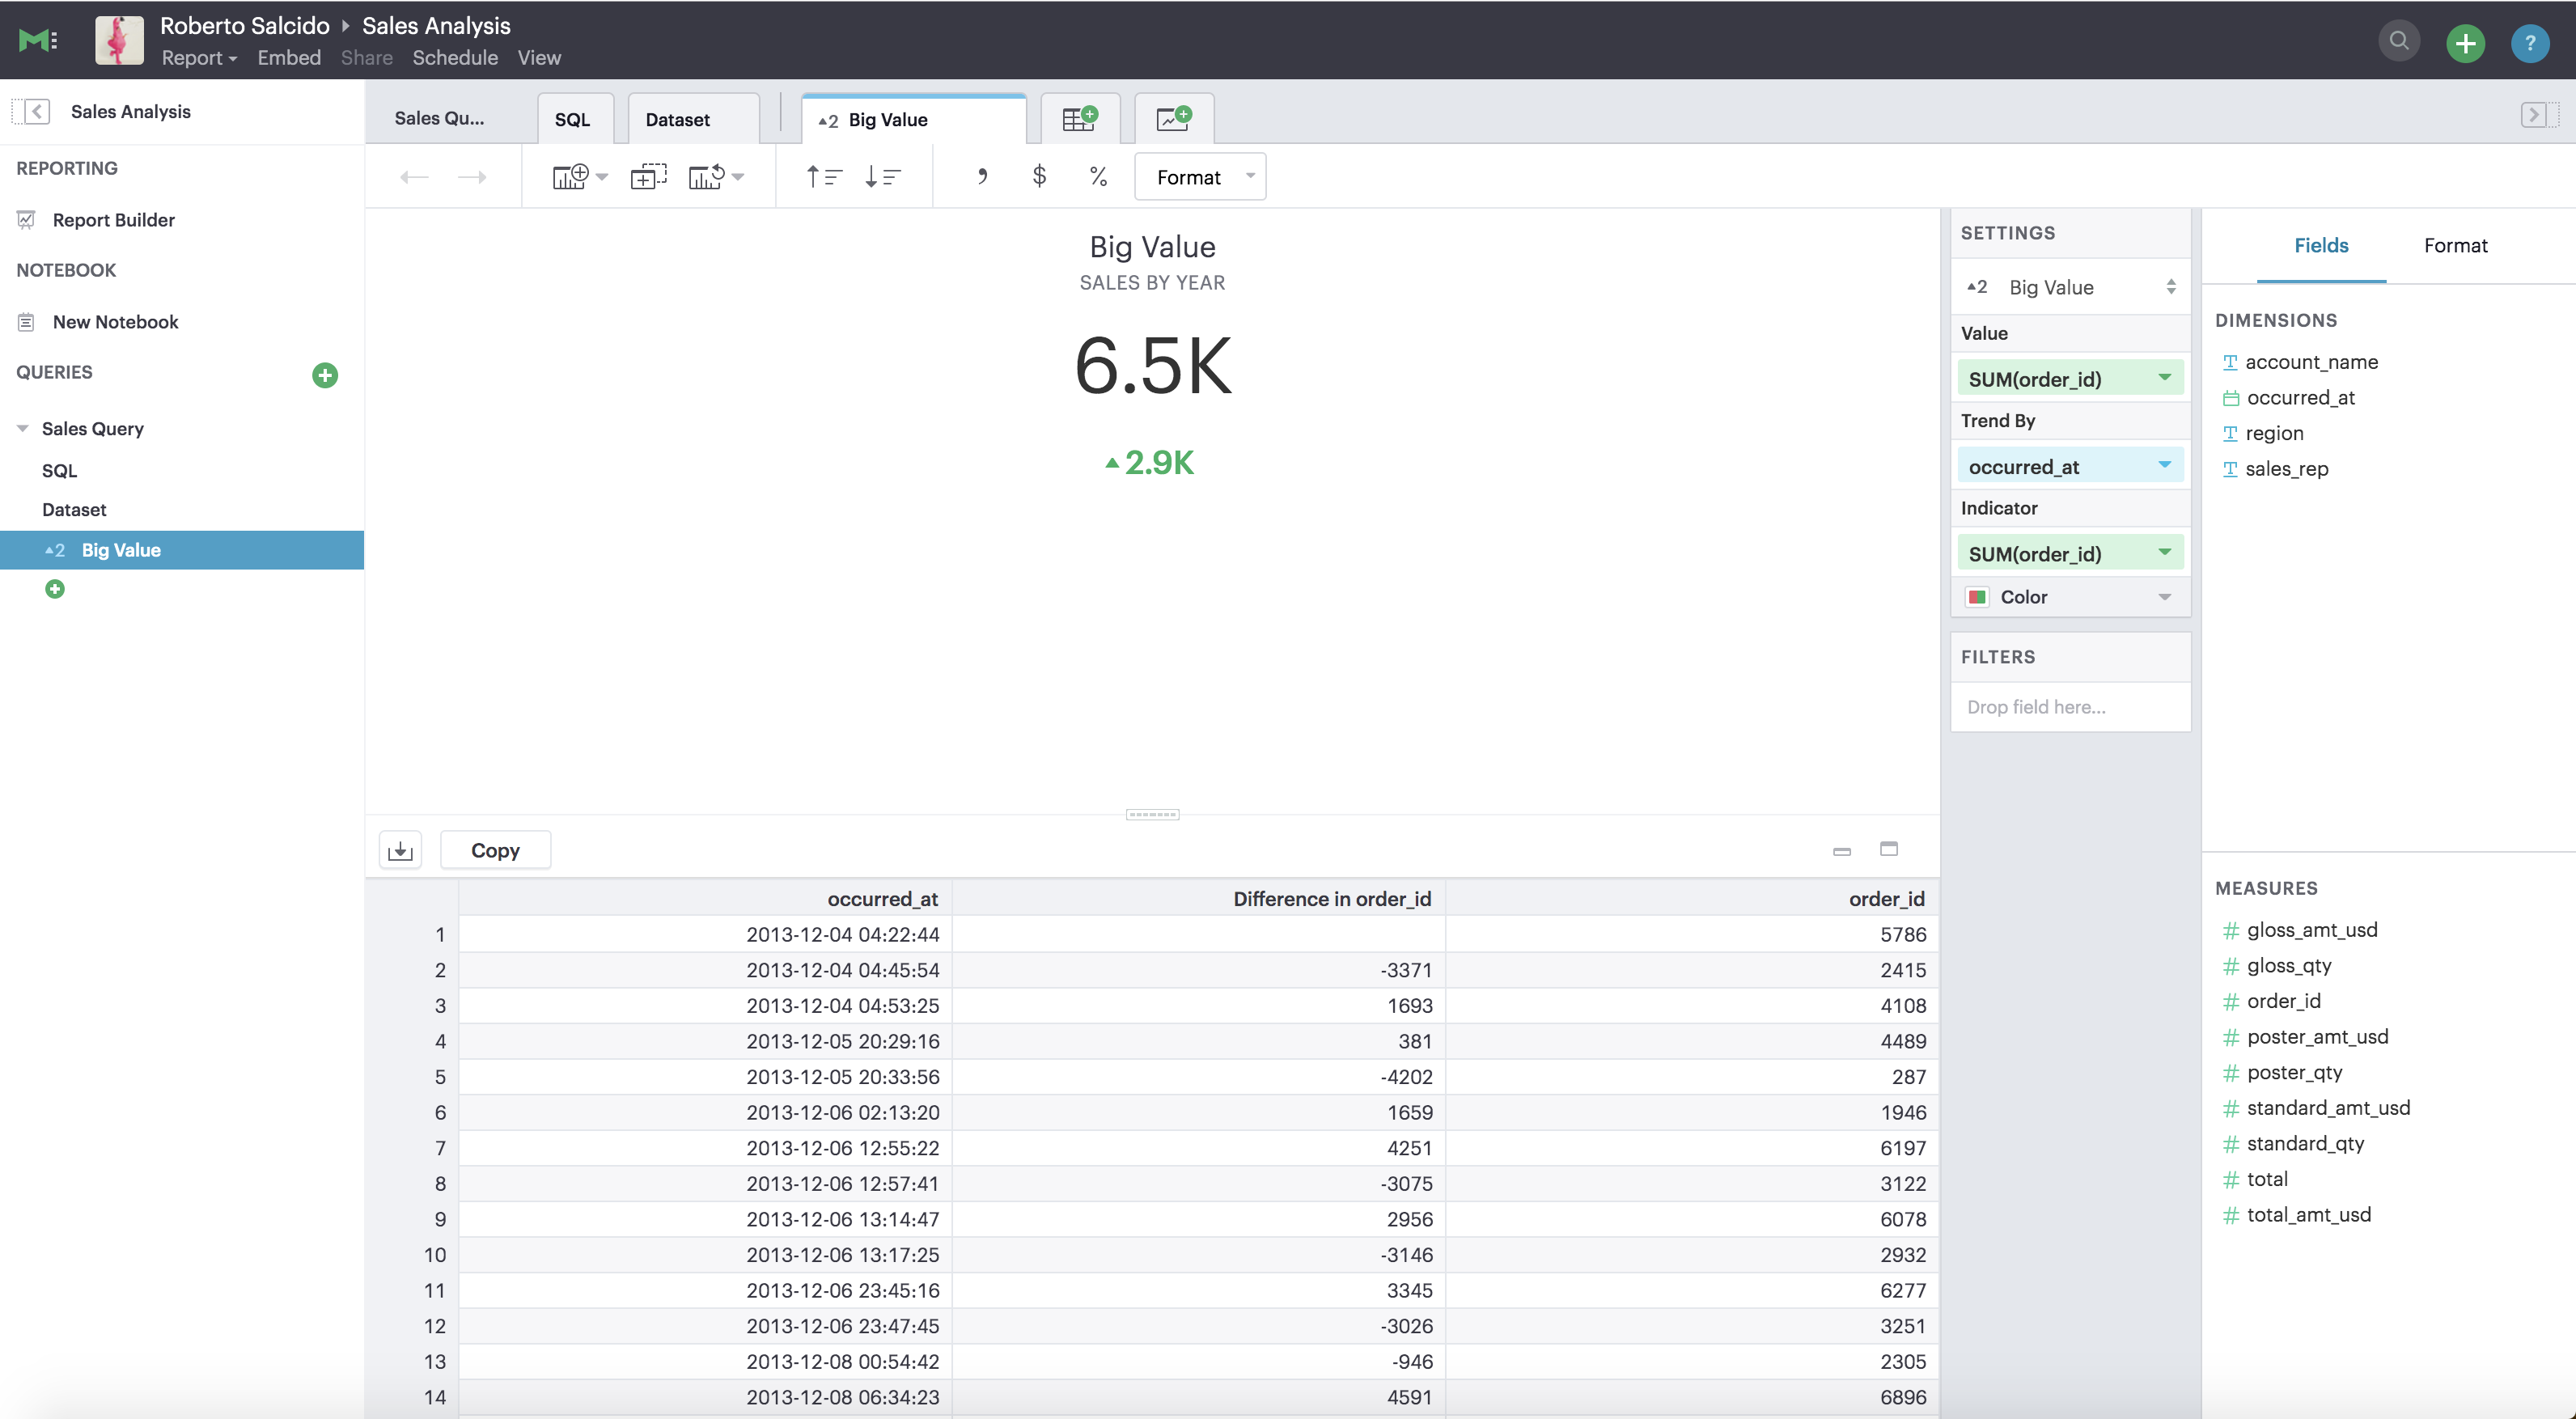 Roberto Salcido Sales Analysis
Report Embed Share Schedule View
?
Sales Analysis
REPORTING
Report Builder
NOTEBOOK
New Notebook
QUERIES
Sales Query
SQL
Dataset
2 Big Value
Sales Qu... SQL Dataset 2 Big Value
, $ % Format
Big Value
SALES BY YEAR
6.5K
2.9K
SETTINGS
2 Big Value
Value
SUM(order_id)
Trend By
occurred_at
Indicator
SUM(order_id)
Color
FILTERS
Drop field here...
Fields Format
DIMENSIONS
account_name
occurred_at
region
sales_rep
MEASURES
gloss_amt_usd
gloss_qty
order_id
poster_amt_usd
poster_qty
standard_amt_usd
standard_qty
total
total_amt_usd
Copy
occurred_at Difference in order_id order_id
1 2013-12-04 04:22:44 5786
2 2013-12-04 04:45:54 -3371 2415
3 2013-12-04 04:53:25 1693 4108
4 2013-12-05 20:29:16 381 4489
5 2013-12-05 20:33:56 -4202 287
6 2013-12-06 02:13:20 1659 1946
7 2013-12-06 12:55:22 4251 6197
8 2013-12-06 12:57:41 -3075 3122
9 2013-12-06 13:14:47 2956 6078
10 2013-12-06 13:17:25 -3146 2932
11 2013-12-06 23:45:16 3345 6277
12 2013-12-06 23:47:45 -3026 3251
13 2013-12-08 00:54:42 -946 2305
14 2013-12-08 06:34:23 4591 6896